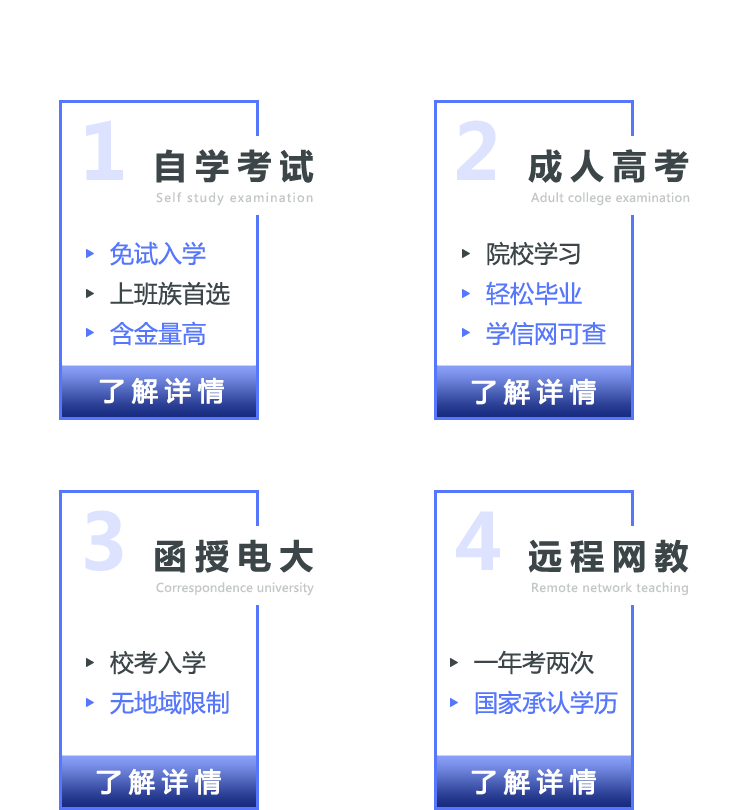 1
自学考试
Self study examination
免试入学
上班族首选
含金量高
了解详情
2
成人高考
Adult college examination
院校学习
轻松毕业
学信网可查
了解详情
3
函授电大
Correspondence university
校考入学
无地域限制
了解详情
4
远程网教
Remote network teaching
一年考两次
国家承认学历
了解详情